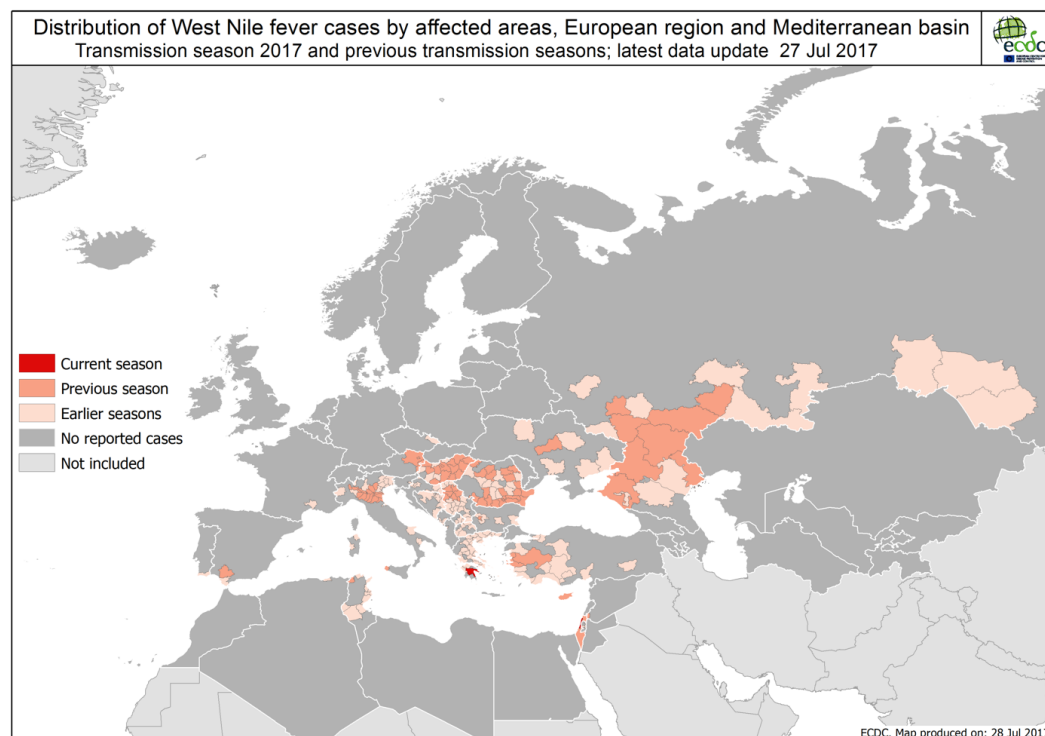 Distribution of West Nile fever cases by affected areas, European region and Mediterranean basin
Transmission season 2017 and previous transmission seasons; latest data update 27 Jul 2017
ecdc
Current season
Previous season
Earlier seasons
No reported cases
Not included
ECDC. Map produced on: 28 Jul 2017